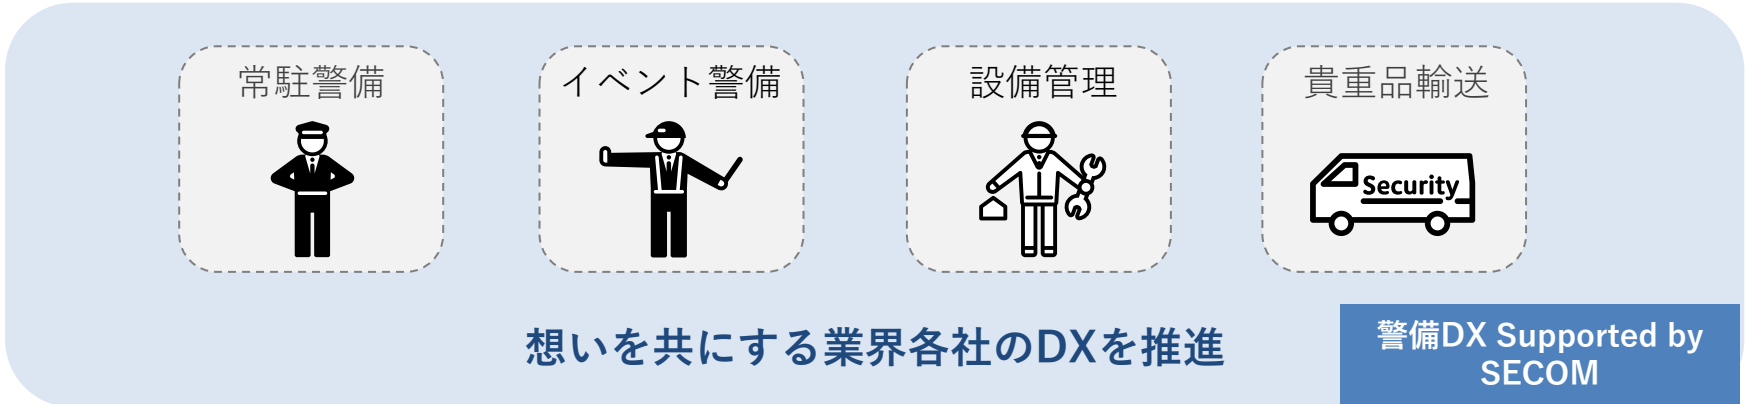 常駐警備
イベント警備
設備管理
貴重品輸送
Security
想いを共にする業界各社のDXを推進
警備DX Supported by
SECOM